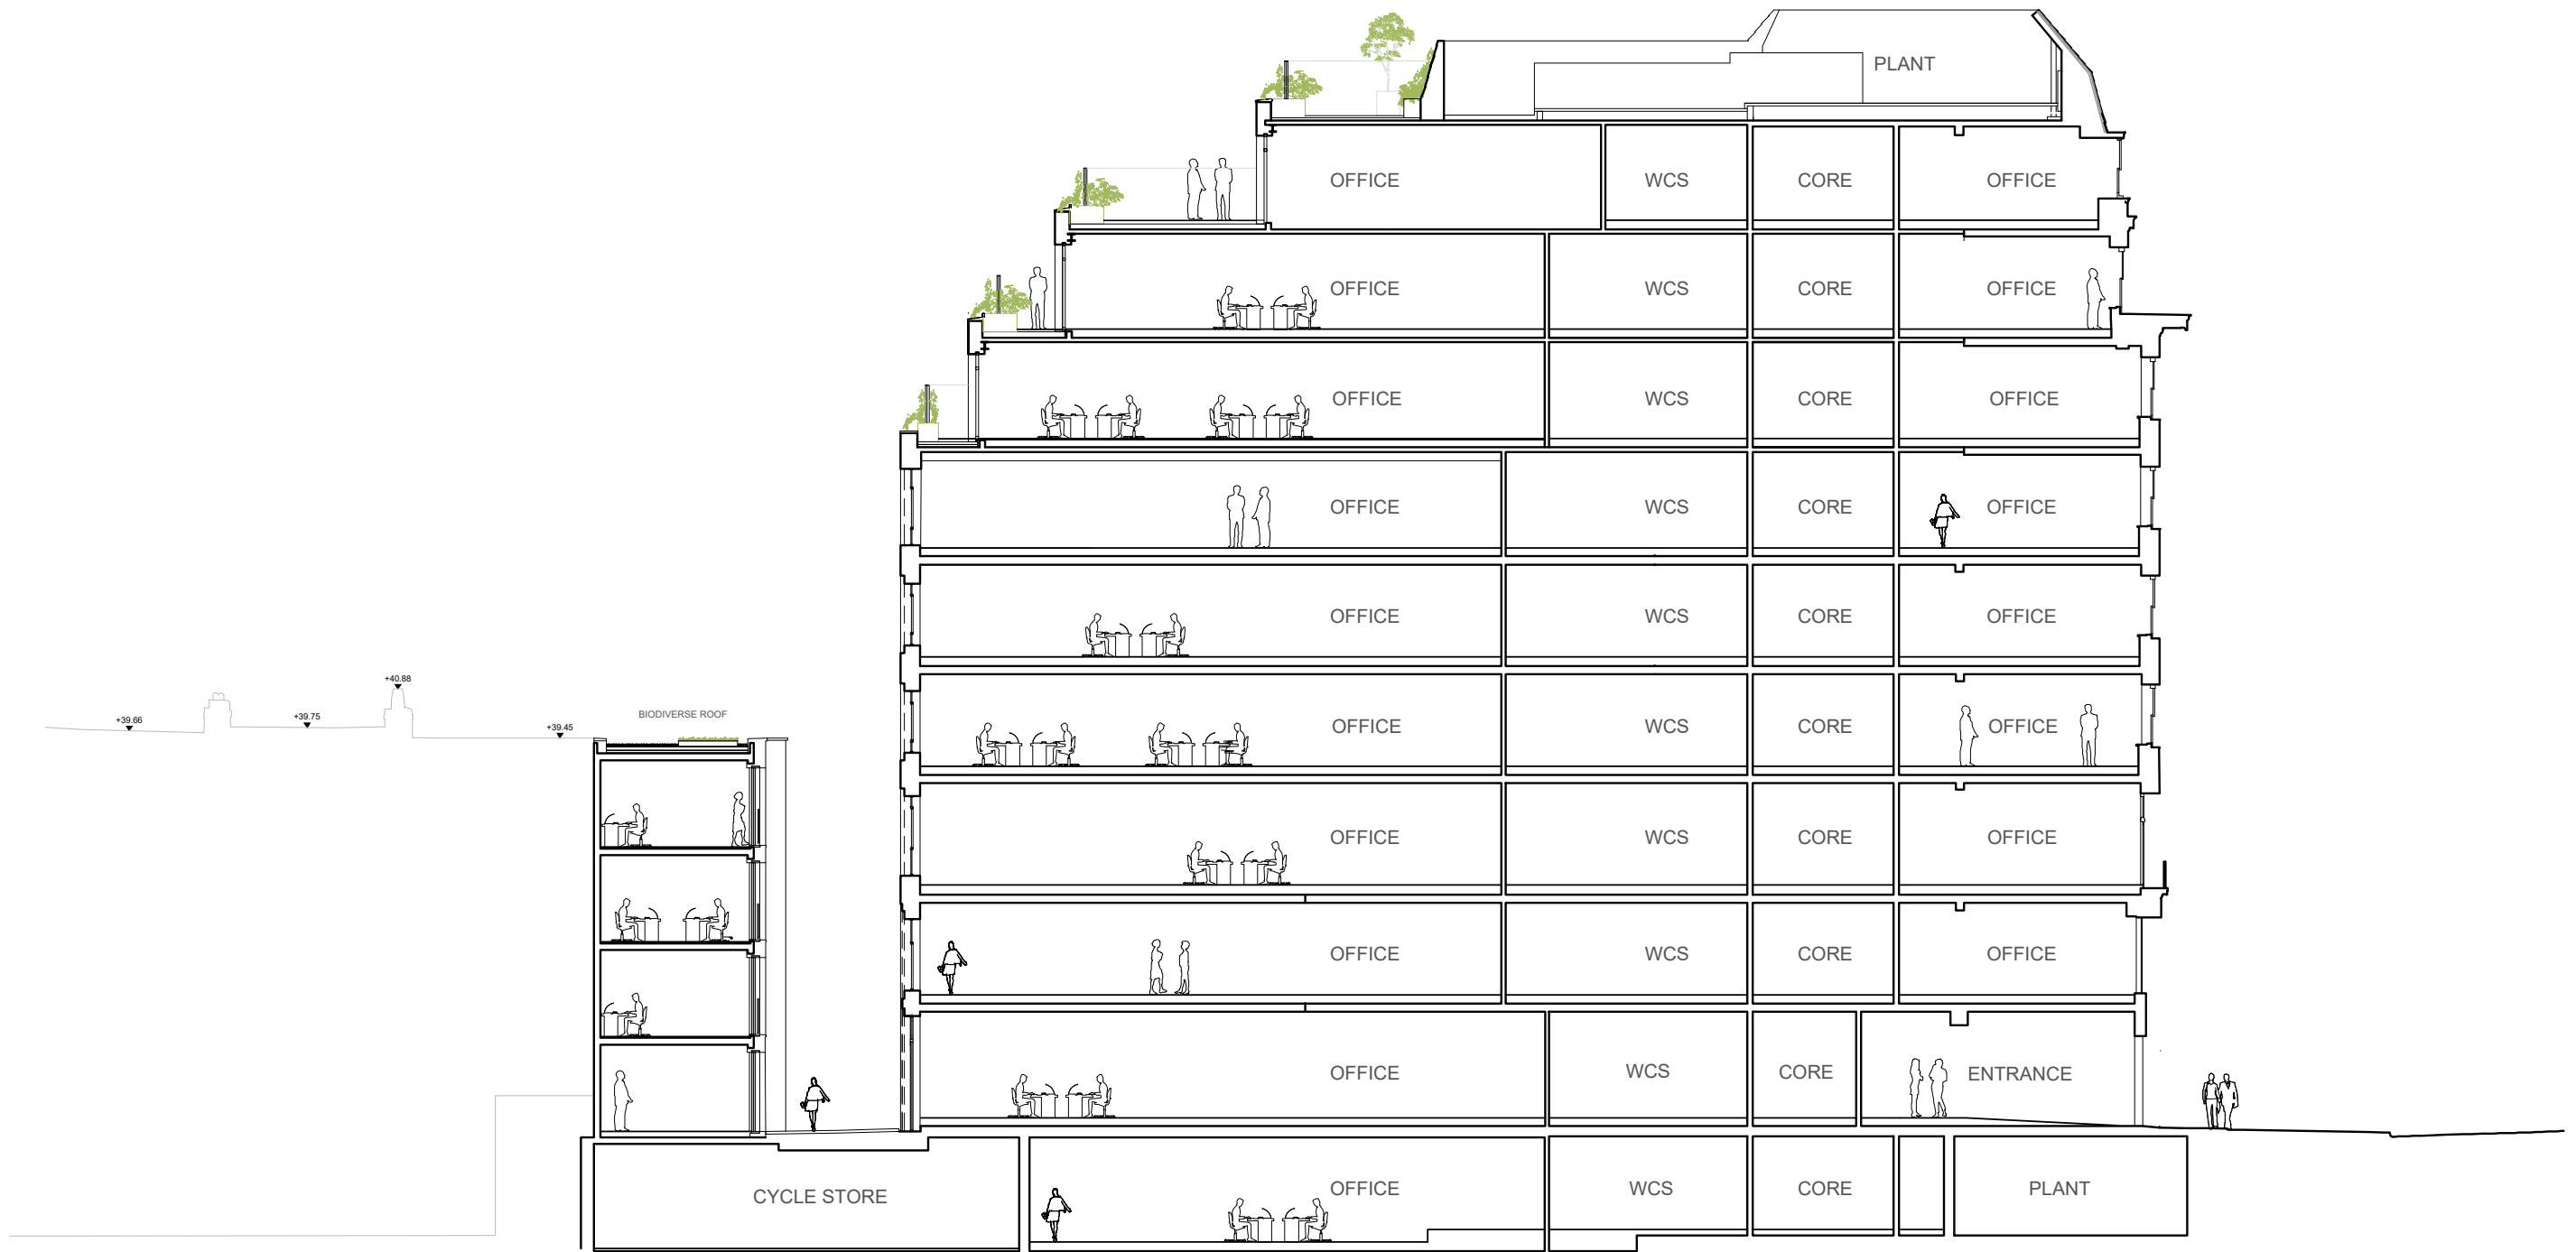 PLANT
OFFICE WCS CORE OFFICE
OFFICE WCS CORE OFFICE
OFFICE WCS CORE OFFICE
OFFICE WCS CORE OFFICE
OFFICE WCS CORE OFFICE
+40.88
+39.66 +39.75 +39.45 BIODIVERSE ROOF
OFFICE WCS CORE OFFICE
OFFICE WCS CORE OFFICE
OFFICE WCS CORE OFFICE
OFFICE WCS CORE ENTRANCE
CYCLE STORE OFFICE WCS CORE PLANT